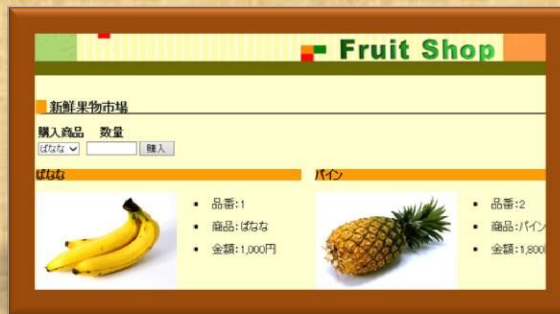 Fruit Shop
新鮮果物市場
購入商品 数量
ばなな 購入
ばなな パイン
品番:1
商品:ばなな
金額:1,000円
品番:2
商品:パイン
金額:1,800